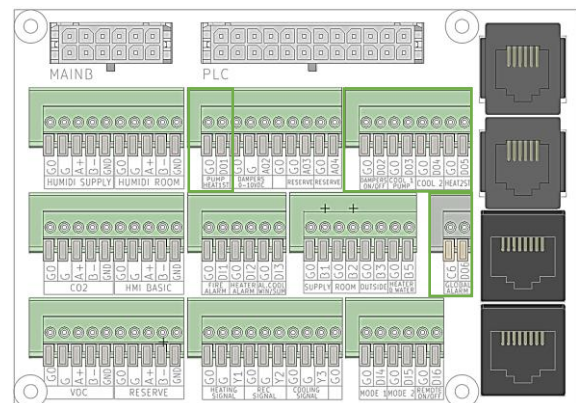 MAINB PLC
G0 G A+ B- GND G0 G A+ B- GND G0 DO1 G0 G AO2 G0 AO3 G0 AO4 G0 DO2 G0 DO3 G0 DO4 G0 DO5
HUMIDI SUPPLY HUMIDI ROOM PUMP HEAT1ST DAMPERS 0-10VDC RESERVE RESERVE DAMPERS ON/OFF COOL 1 PUMP COOL 2 HEAT2ST
G0 G A+ B- GND G0 G A+ B- GND G0 DI1 G0 DI2 G0 DI3 G0 B1 G0 B2 G0 B3 G0 B5 C6 DO6
CO2 HMI BASIC FIRE ALARM HEATER ALARM AL.COOL WIN/SUM SUPPLY ROOM OUTSIDE HEATER & WATER GLOBAL ALARM
G0 G A+ B- GND G0 G A+ B- GND G0 G Y1 G0 G Y2 G0 G Y3 G0 G0 DI4 G0 DI5 G0 DI6
VOC RESERVE HEATING SIGNAL REC SIGNAL COOLING SIGNAL MODE 1 MODE 2 REMOTE ON/OFF